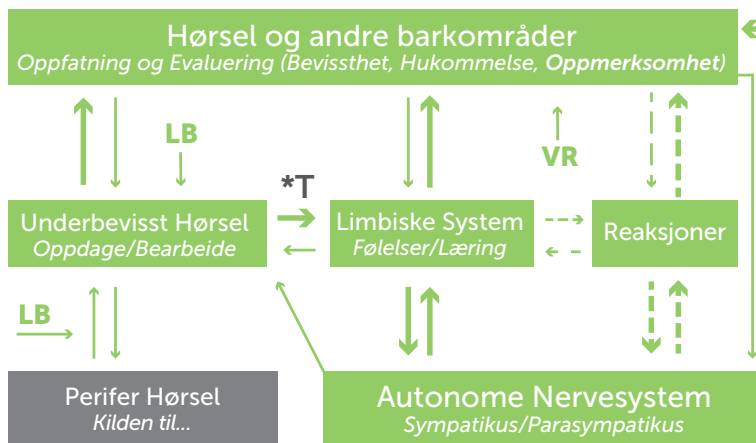 Hørsel og andre barkområder
Oppfatning og Evaluering (Bevissthet, Hukommelse, Oppmerksomhet)
LB
VR
*T
Underbevisst Hørsel
Oppdage/Bearbeide
Limbiske System
Følelser/Læring
Reaksjoner
LB
Perifer Hørsel
Kilden til...
Autonome Nervesystem
Sympatikus/Parasympatikus